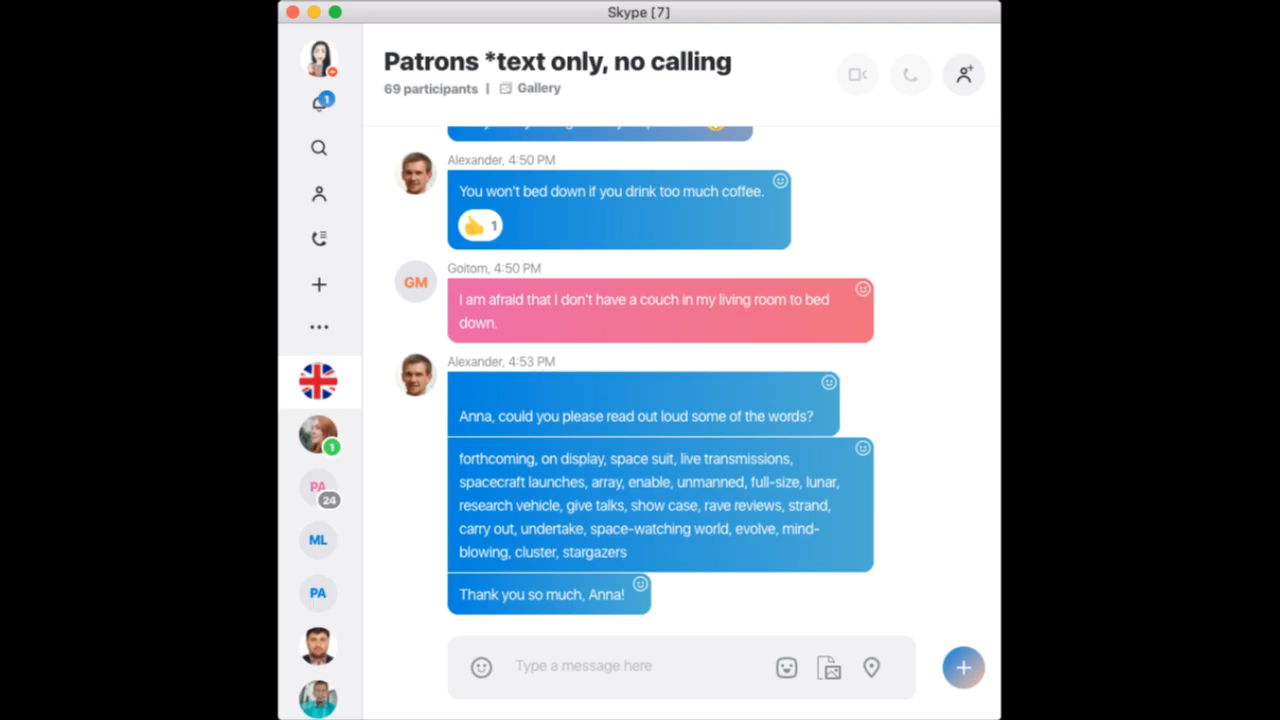 Skype [7]
Patrons *text only, no calling
69 participants | Gallery
1
Alexander, 4:50 PM
You won't bed down if you drink too much coffee.
1
GM
Goitom, 4:50 PM
I am afraid that I don't have a couch in my living room to bed
down.
Alexander, 4:53 PM
Anna, could you please read out loud some of the words?
1
forthcoming, on display, space suit, live transmissions,
spacecraft launches, array, enable, unmanned, full-size, lunar,
research vehicle, give talks, show case, rave reviews, strand,
carry out, undertake, space-watching world, evolve, mind-
blowing, cluster, stargazers
PA
24
ML
PA
Thank you so much, Anna!
Type a message here